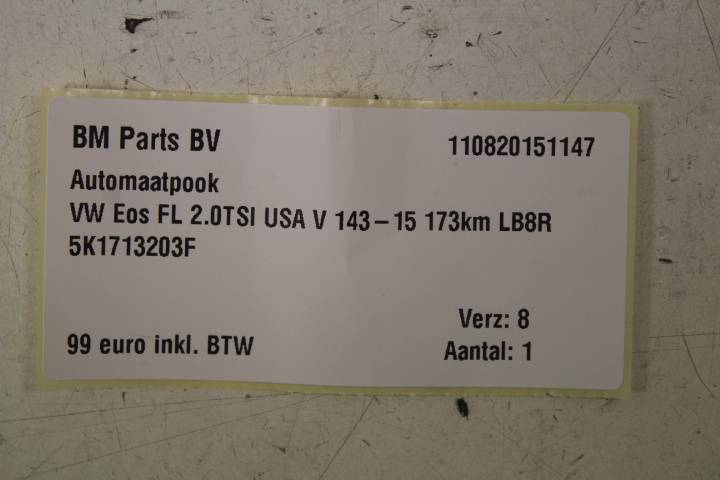 BM Parts BV 110820151147
Automaatpook
VW Eos FL 2.0TSI USA V 143-15 173km LB8R
5K1713203F
Verz: 8
99 euro inkl. BTW Aantal: 1